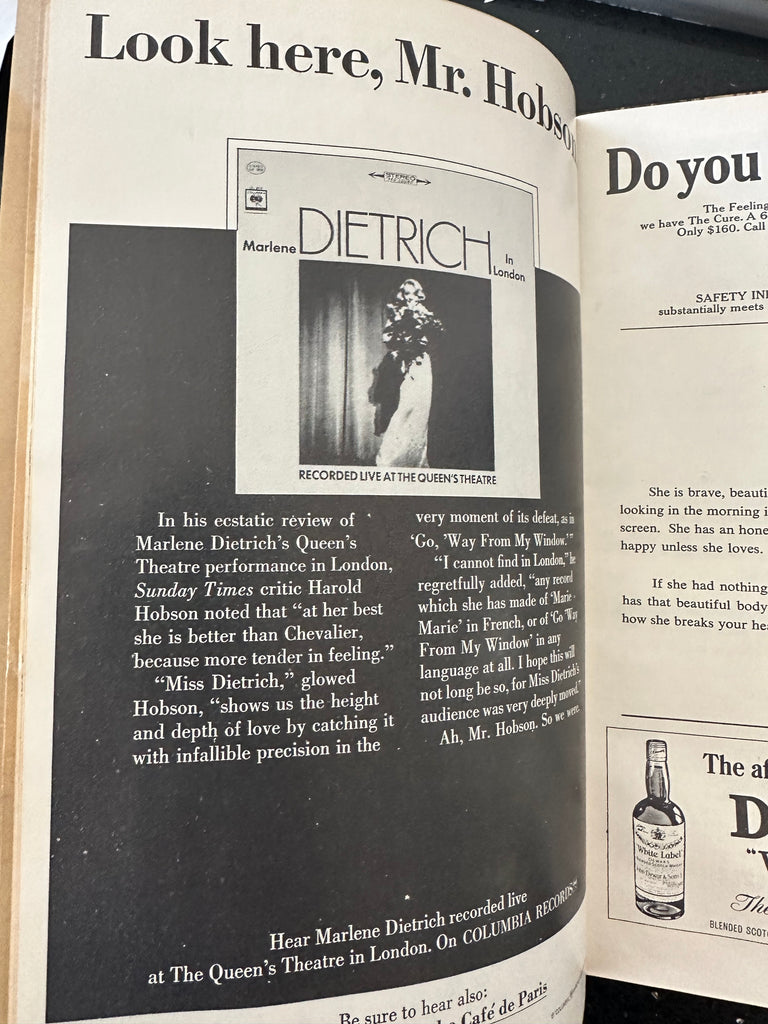 Look here, Mr. Hobson
STEREO
Marlene DIETRICH In London
RECORDED LIVE AT THE QUEEN'S THEATRE
In his ecstatic review of
Marlene Dietrich's Queen's
Theatre performance in London,
Sunday Times critic Harold
Hobson noted that “at her best
she is better than Chevalier,
because more tender in feeling.”
“Miss Dietrich,” glowed
Hobson, “shows us the height
and depth of love by catching it
with infallible precision in the
very moment of its defeat, as in
‘Go, ’Way From My Window.’”
“I cannot find in London,” he
regretfully added, “any record
which she has made of ‘Marie-
Marie’ in French, or of ‘Go ’Way
From My Window’ in any
language at all. I hope this will
not long be so, for Miss Dietrich's
audience was very deeply moved.”
Ah, Mr. Hobson. So we were.
Hear Marlene Dietrich recorded live
at The Queen's Theatre in London. On COLUMBIA RECORDS
Be sure to hear also:
Café de Paris
Do you
The Feeling
we have The Cure. A 6
Only $160. Call
SAFETY
substantially meets
She is brave,
looking in the morning
screen. She has an
happy unless she loves.
If she had nothing
has that beautiful body
how she breaks your
White Label
The
D
The
BLENDED